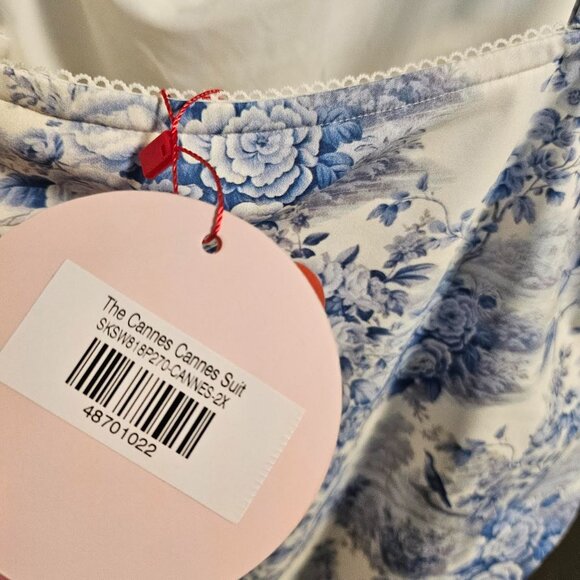 The Cannes Cannes Suit
SKSW818P270-CANNES-2X
48701022